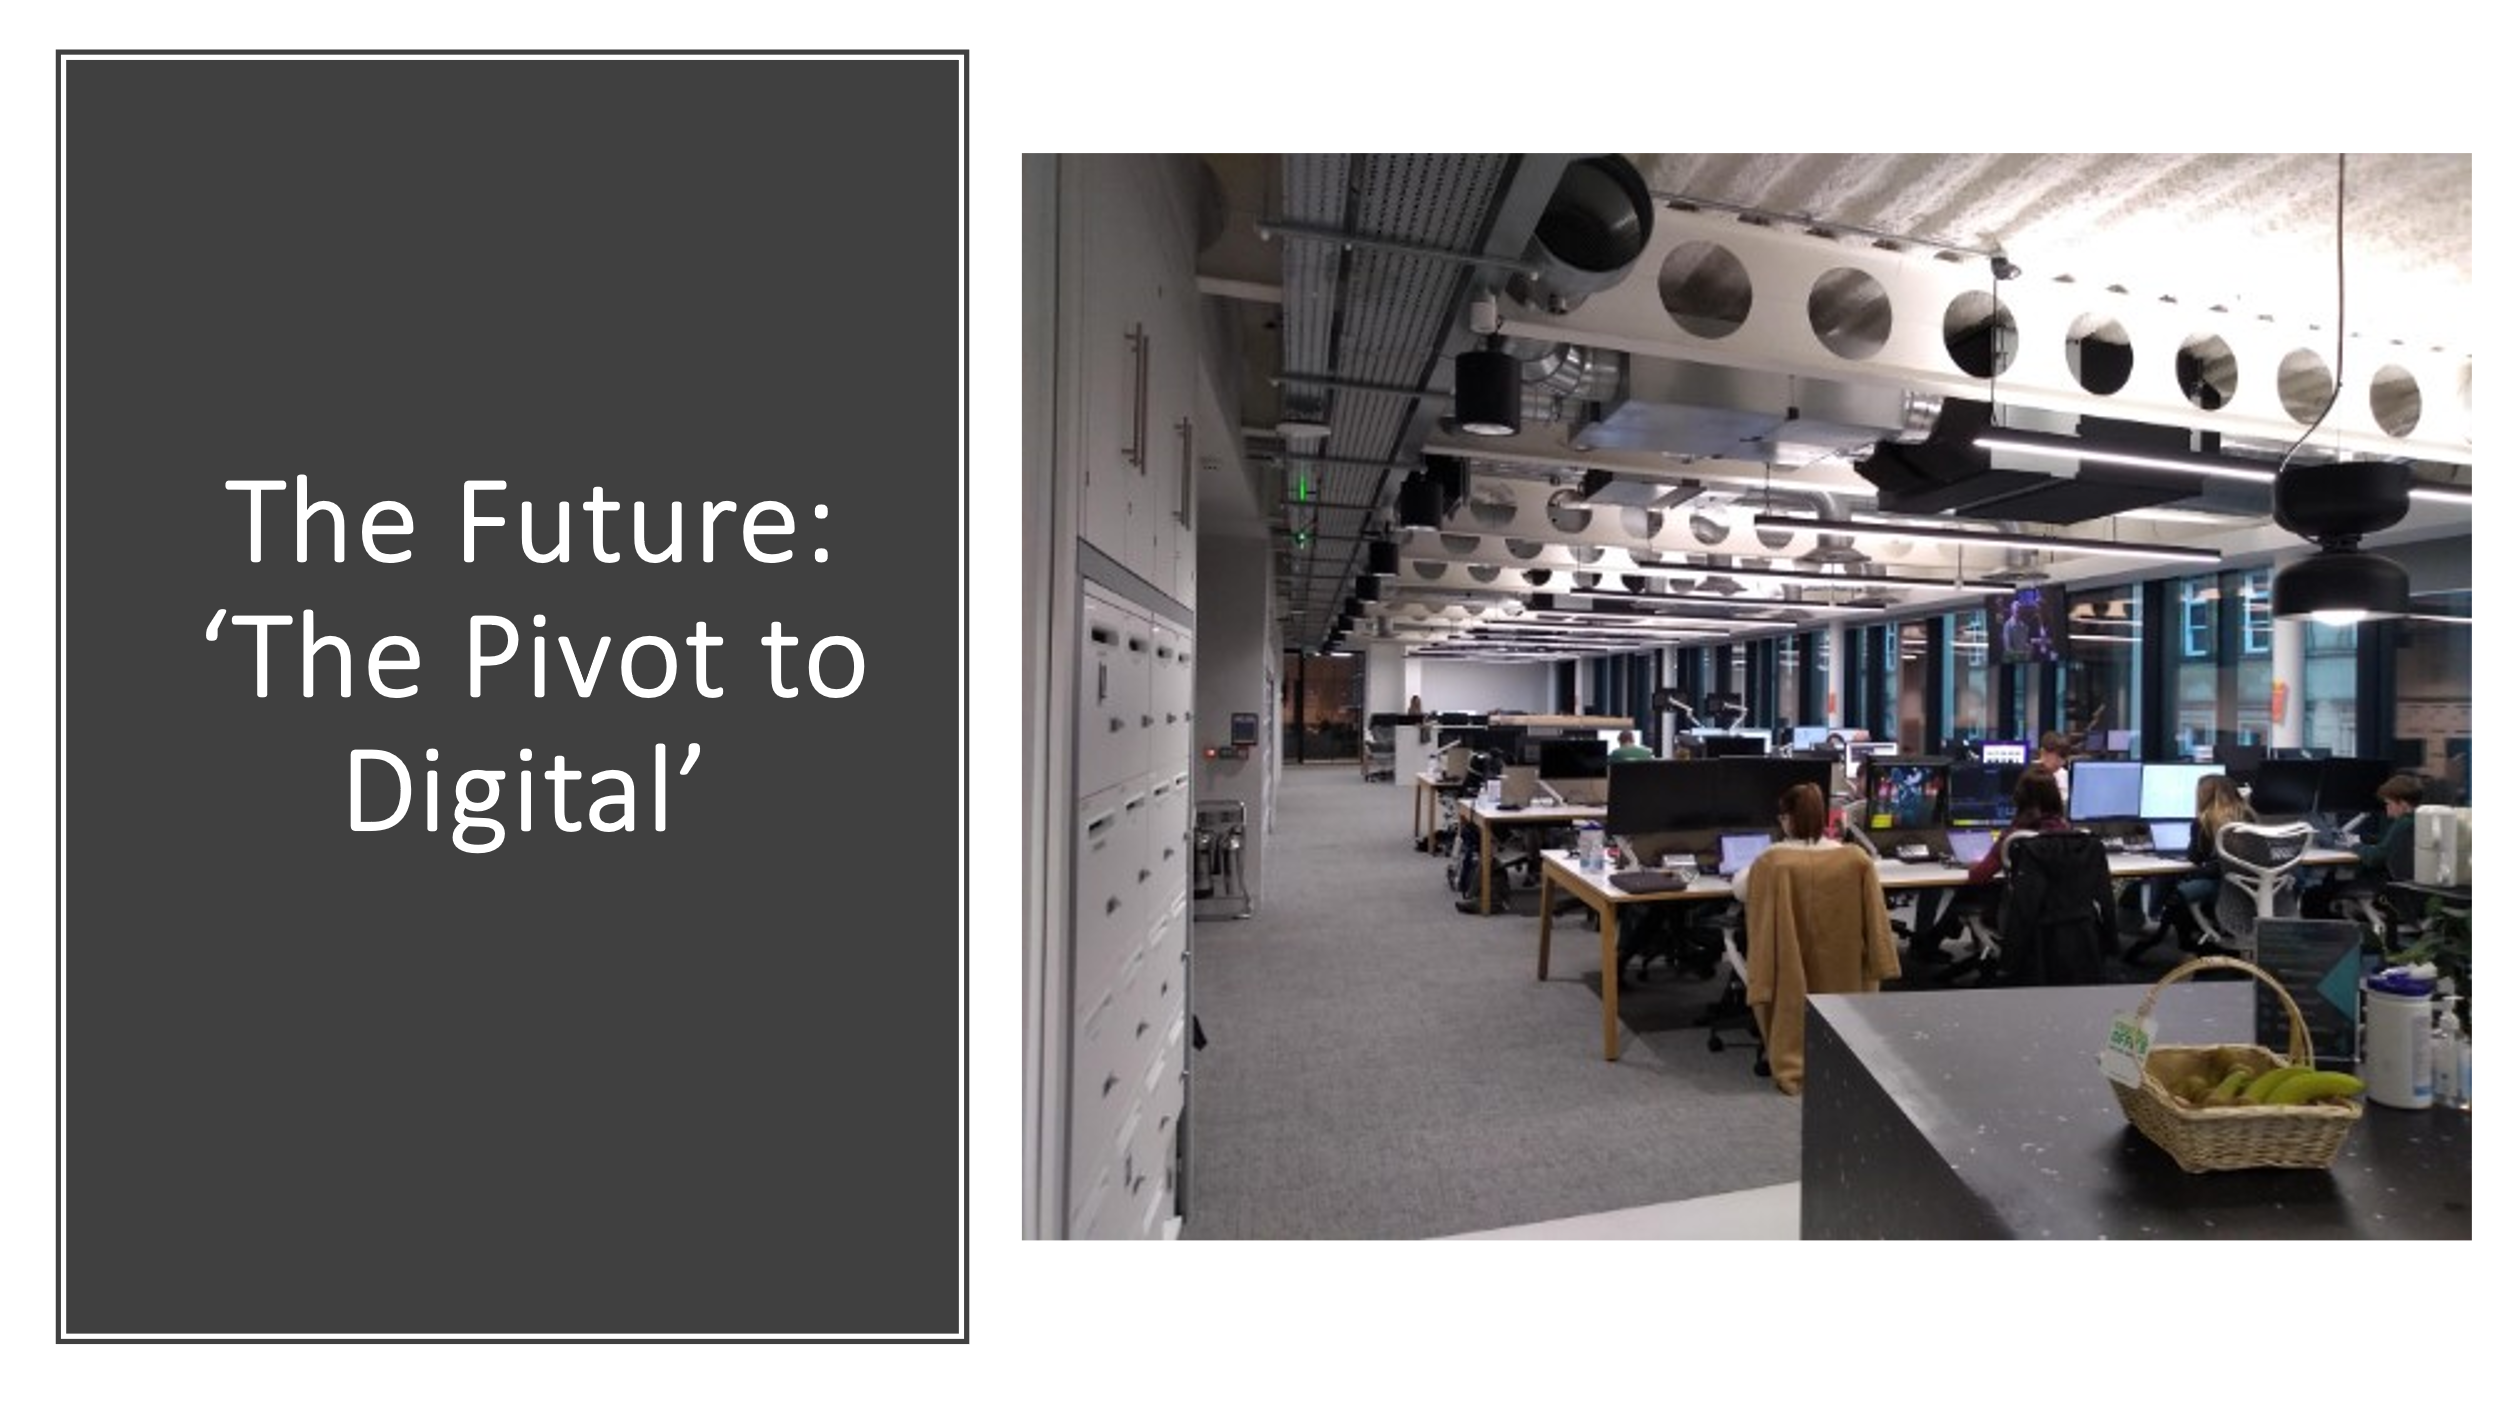 The Future:
‘The Pivot to
Digital’